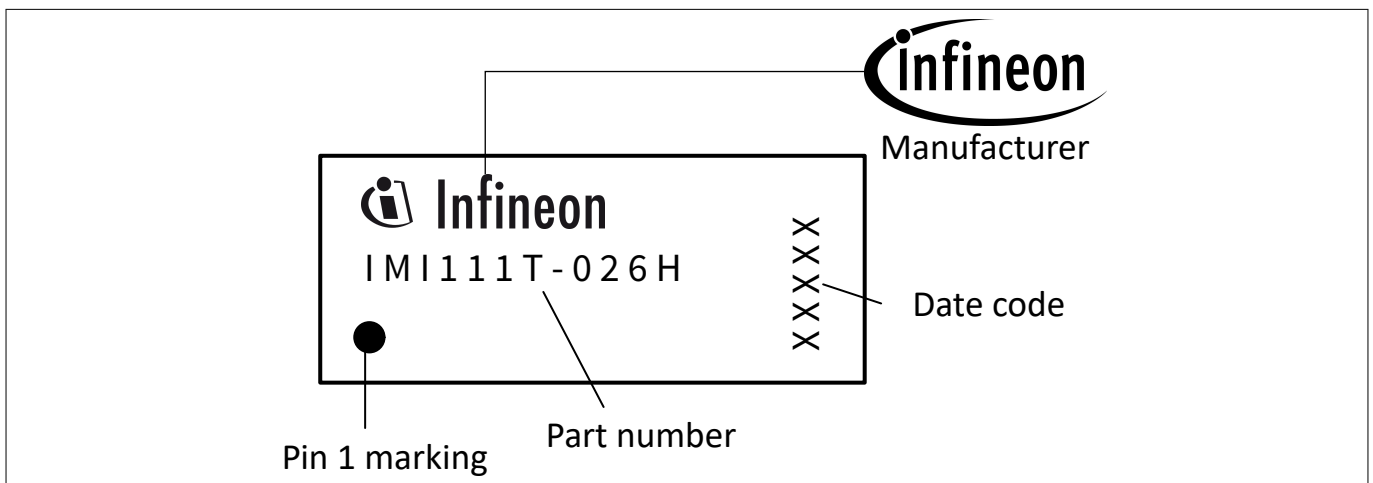 infineon
Manufacturer
Infineon
IMI111T-026H
XXXXX
Date code
Part number
Pin 1 marking